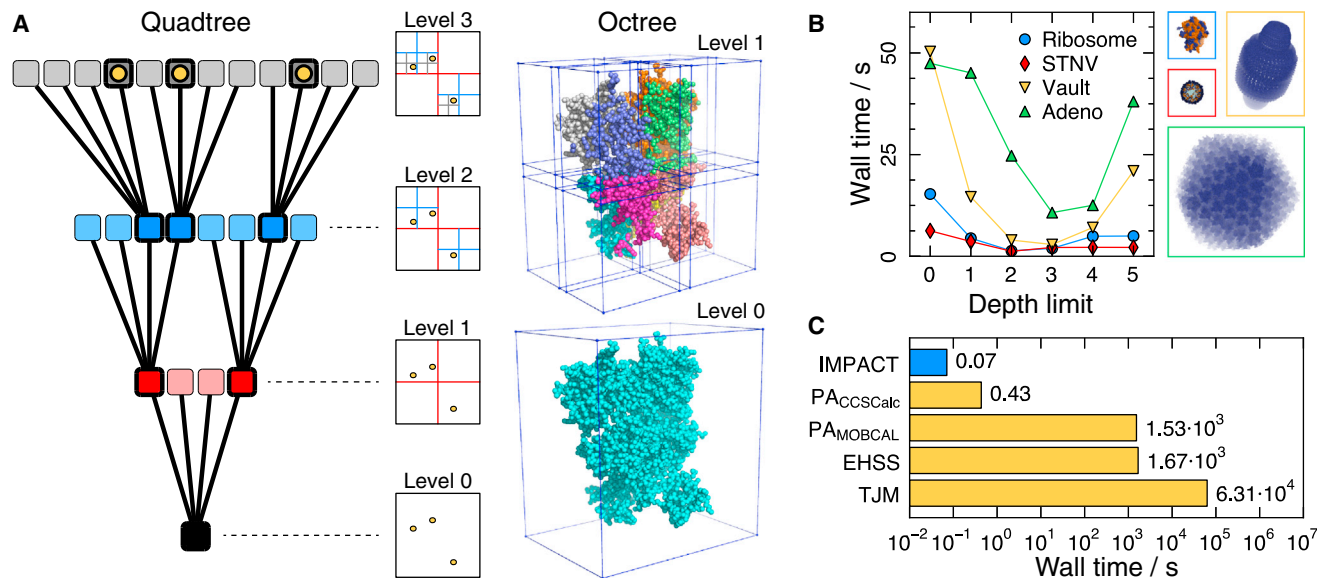 A
Quadtree
Level 3
Level 2
Level 1
Level 0
Octree
Level 1
Level 0
B
Wall time / s
50
25
0
Ribosome
STNV
Vault
Adeno
0 1 2 3 4 5
Depth limit
C
IMPACT 0.07
PA_CCSCalc 0.43
PA_MOBCAL 1.53·10³
EHSS 1.67·10³
TJM 6.31·10⁴
10⁻² 10⁻¹ 10⁰ 10¹ 10² 10³ 10⁴ 10⁵ 10⁶ 10⁷
Wall time / s